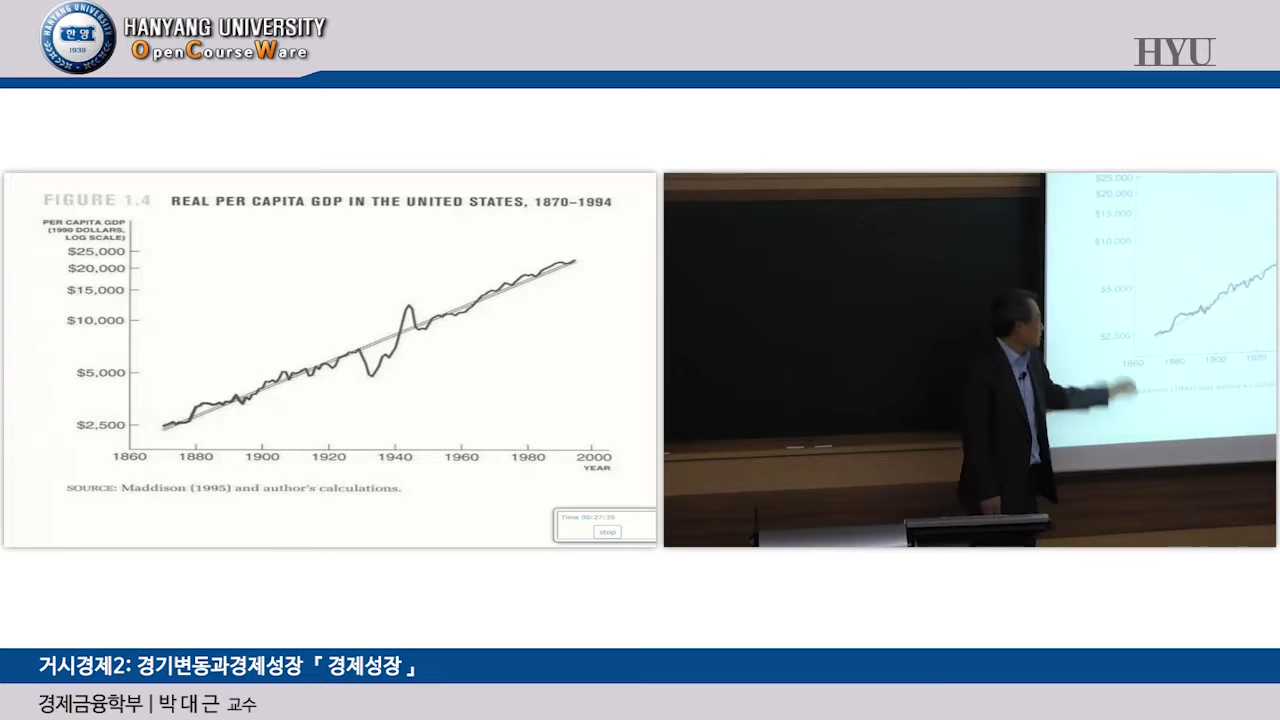 HANYANG UNIVERSITY
OpenCourseWare
한양
1939
HYU
FIGURE 1.4 REAL PER CAPITA GDP IN THE UNITED STATES, 1870–1994
PER CAPITA GDP
(1990 DOLLARS,
LOG SCALE)
$25,000
$20,000
$15,000
$10,000
$5,000
$2,500
1860 1880 1900 1920 1940 1960 1980 2000
YEAR
SOURCE: Maddison (1995) and author's calculations.
Time 00:27:35
stop
$25,000
$20,000
$15,000
$10,000
$5,000
$2,500
1860 1880 1900 1920
거시경제2: 경기변동과경제성장 「 경제성장 」
경제금융학부 | 박 대 근 교수